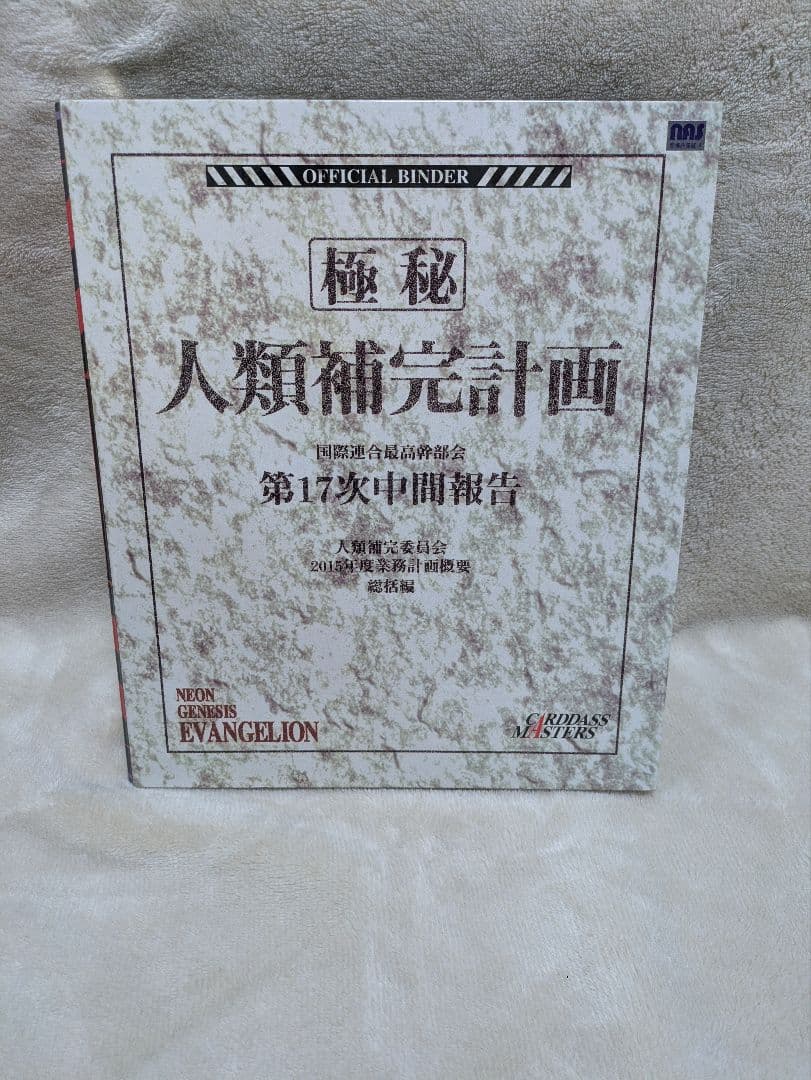 nas
OFFICIAL BINDER
極秘
人類補完計画
国際連合最高幹部会
第17次中間報告
人類補完委員会
2015年度業務計画概要
総括編
NEON
GENESIS
EVANGELION
CARDDASS
MASTERS